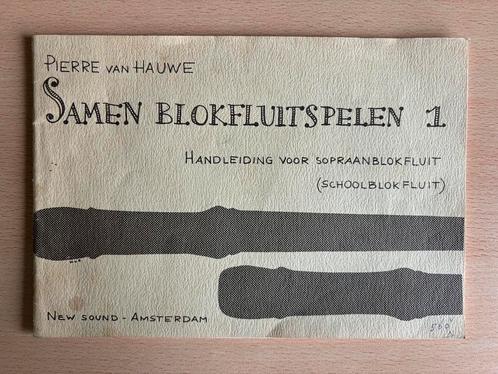 PIERRE VAN HAUWE
SAMEN BLOKFLUITSPELEN 1
HANDLEIDING VOOR SOPRAANBLOKFLUIT
(SCHOOLBLOKFLUIT)
NEW SOUND - AMSTERDAM